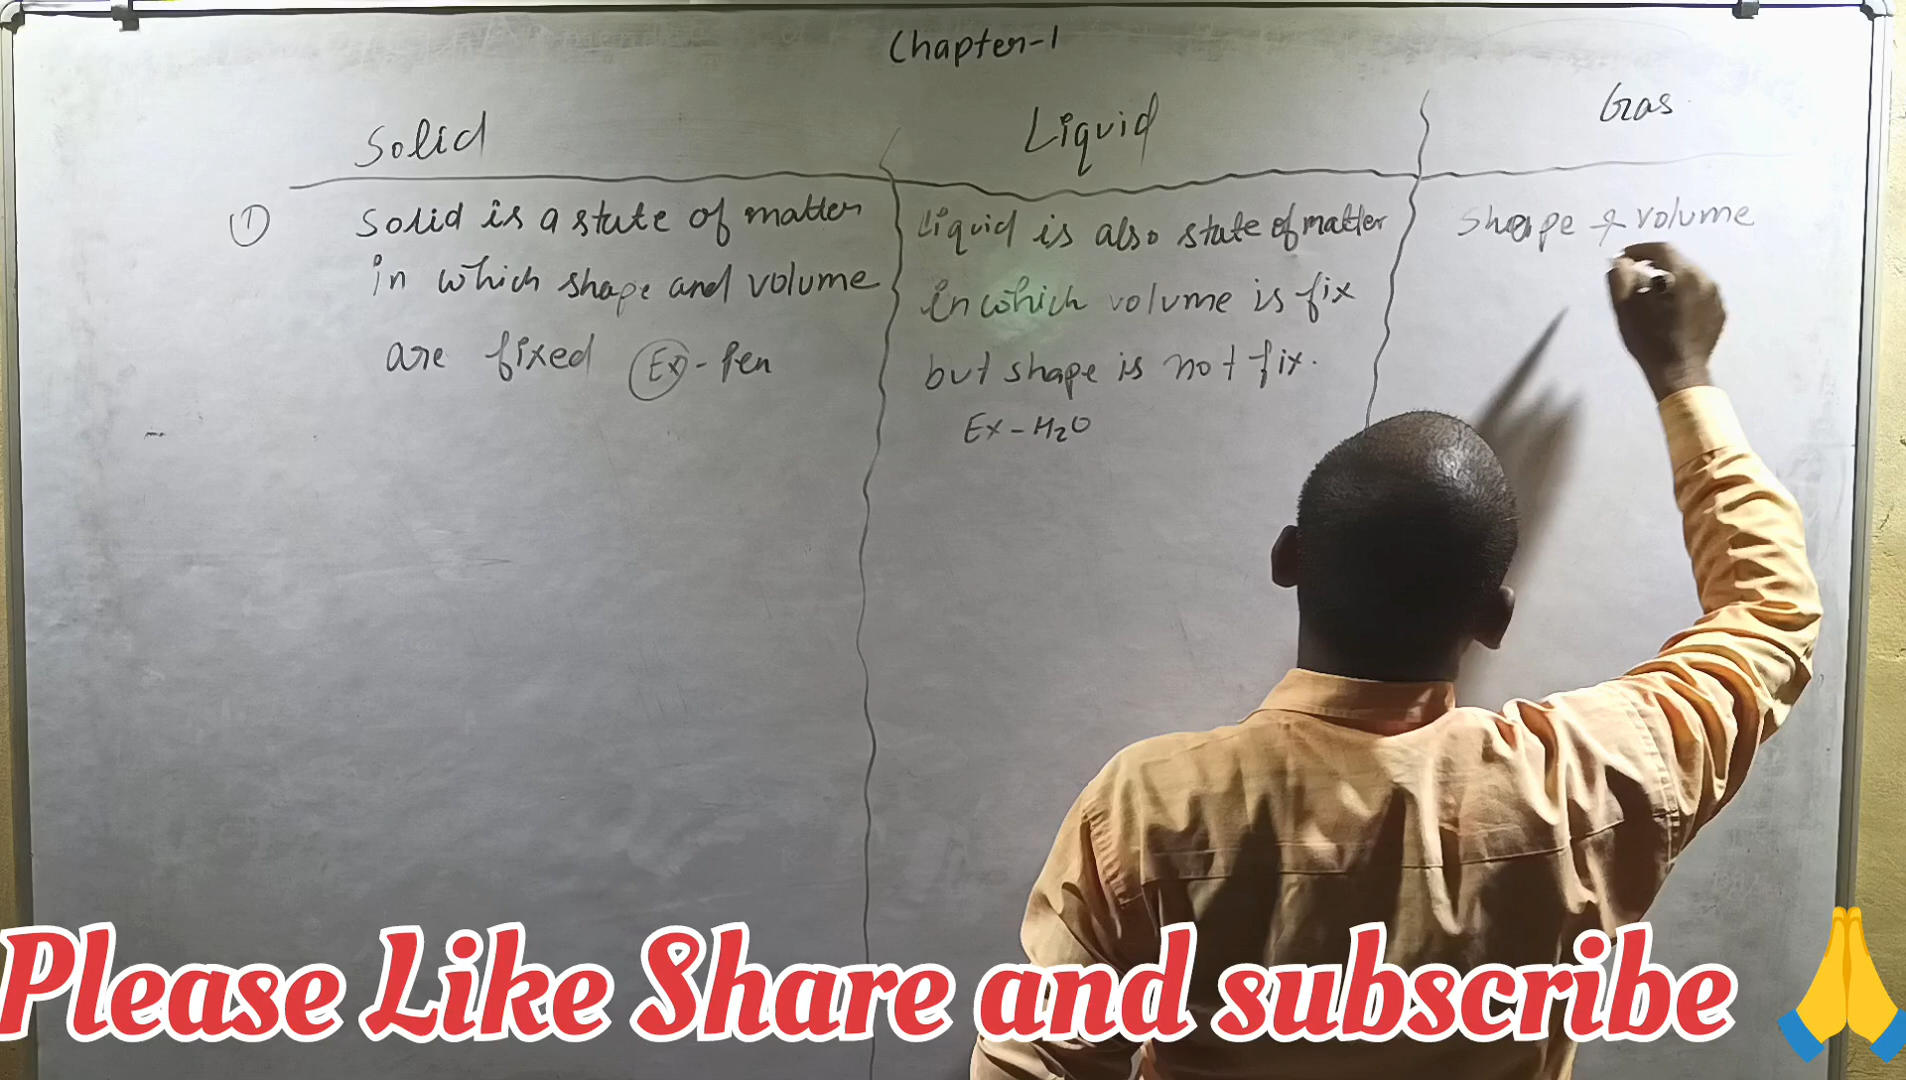 Chapter-1
Solid
Liquid
Gas
① Solid is a state of matter
in which shape and volume
are fixed Ex - Pen
Liquid is also state of matter
in which volume is fix
but shape is not fix.
Ex - H₂O
Shape & volume
Please Like Share and subscribe 🙏